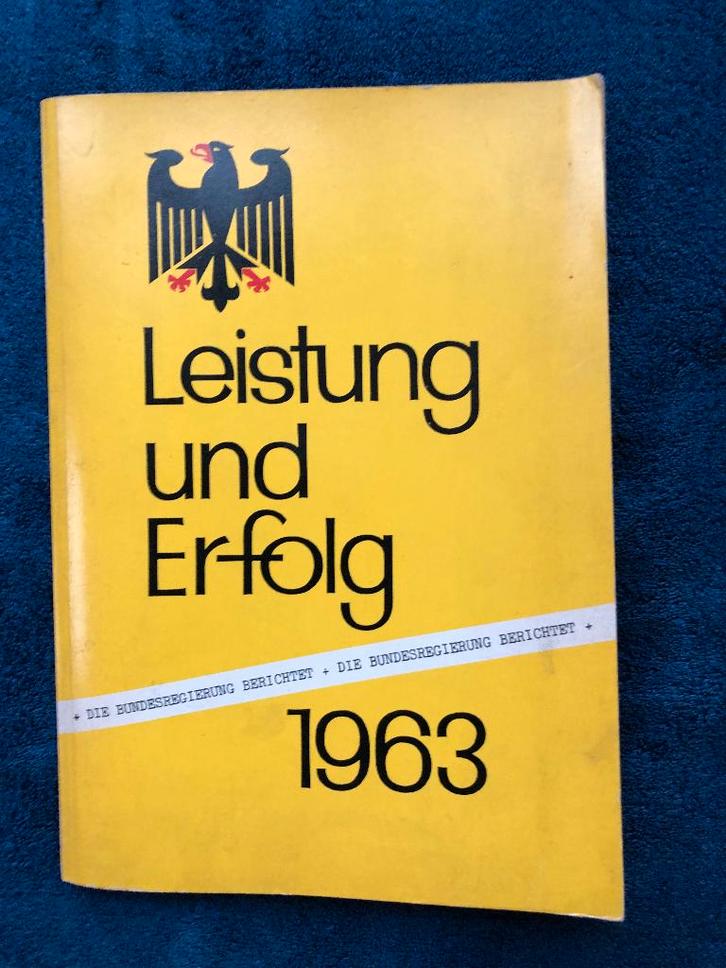 Leistung
und
Erfolg
+ DIE BUNDESREGIERUNG BERICHTET + DIE BUNDESREGIERUNG BERICHTET +
1963